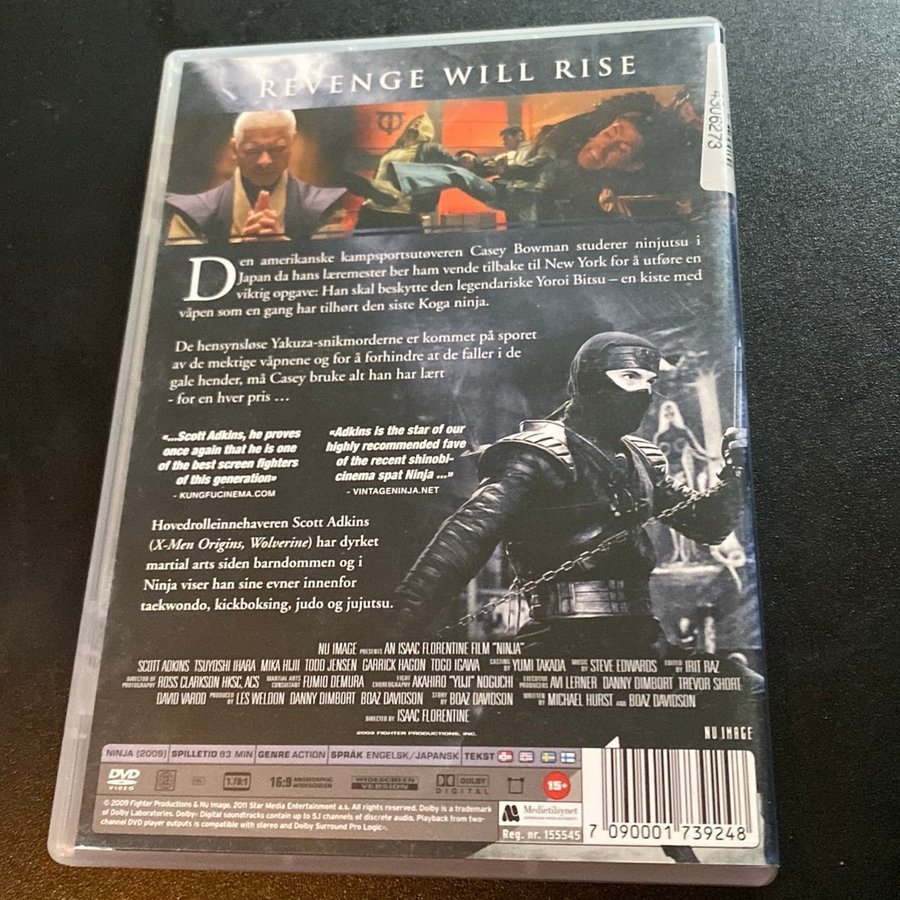 REVENGE WILL RISE
4306273
Den amerikanske kampsportsutøveren Casey Bowman studerer ninjutsu i
Japan da hans læremester ber ham vende tilbake til New York for å utføre en
viktig opgave: Han skal beskytte den legendariske Yoroi Bitsu – en kiste med
våpen som en gang har tilhørt den siste Koga ninja.
De hensynsløse Yakuza-snikmorderne er kommet på sporet
av de mektige våpnene og for å forhindre at de faller i de
gale hender, må Casey bruke alt han har lært
- for en hver pris ...
«...Scott Adkins, he proves
once again that he is one
of the best screen fighters
of this generation»
- KUNGFUCINEMA.COM
«Adkins is the star of our
highly recommended fave
of the recent shinobi-
cinema spat Ninja ...»
- VINTAGENINJA.NET
Hovedrolleinnehaveren Scott Adkins
(X-Men Origins, Wolverine) har dyrket
martial arts siden barndommen og i
Ninja viser han sine evner innenfor
taekwondo, kickboksing, judo og jujutsu.
NU IMAGE PRESENTS AN ISAAC FLORENTINE FILM "NINJA"
SCOTT ADKINS TSUYOSHI IHARA MIKA HIJII TODD JENSEN GARRICK HAGON TOGO IGAWA CASTING BY YUMI TAKADA MUSIC BY STEVE EDWARDS EDITED BY IRIT RAZ
DIRECTOR OF PHOTOGRAPHY ROSS CLARKSON HKSC, ACS MARTIAL ARTS CONSULTANT FUMIO DEMURA FIGHT CHOREOGRAPHY AKAHIRO "YUJI" NOGUCHI EXECUTIVE PRODUCERS AVI LERNER DANNY DIMBORT TREVOR SHORT
DAVID VAROD PRODUCED BY LES WELDON DANNY DIMBORT BOAZ DAVIDSON STORY BY BOAZ DAVIDSON WRITTEN BY MICHAEL HURST AND BOAZ DAVIDSON
DIRECTED BY ISAAC FLORENTINE
2009 FIGHTER PRODUCTIONS, INC.
NU IMAGE
NINJA (2009) SPILLETID 83 MIN GENRE ACTION SPRÅK ENGELSK/JAPANSK TEKST
DVD VIDEO 1.78:1 16:9 ANAMORPHIC WIDESCREEN WIDESCREEN VERSION DOLBY DIGITAL 15+
© 2009 Fighter Productions & Nu image. 2011 Star Media Entertainment a.s. All rights reserved. Dolby is a trademark
of Dolby Laboratories. Dolby- Digital soundtracks contain up to 5.1 channels of discrete audio. Playback from two-
channel DVD player outputs is compatible with stereo and Dolby Surround Pro Logic-.
Medietilsynet
Reg. nr. 155545
7 090001 739248